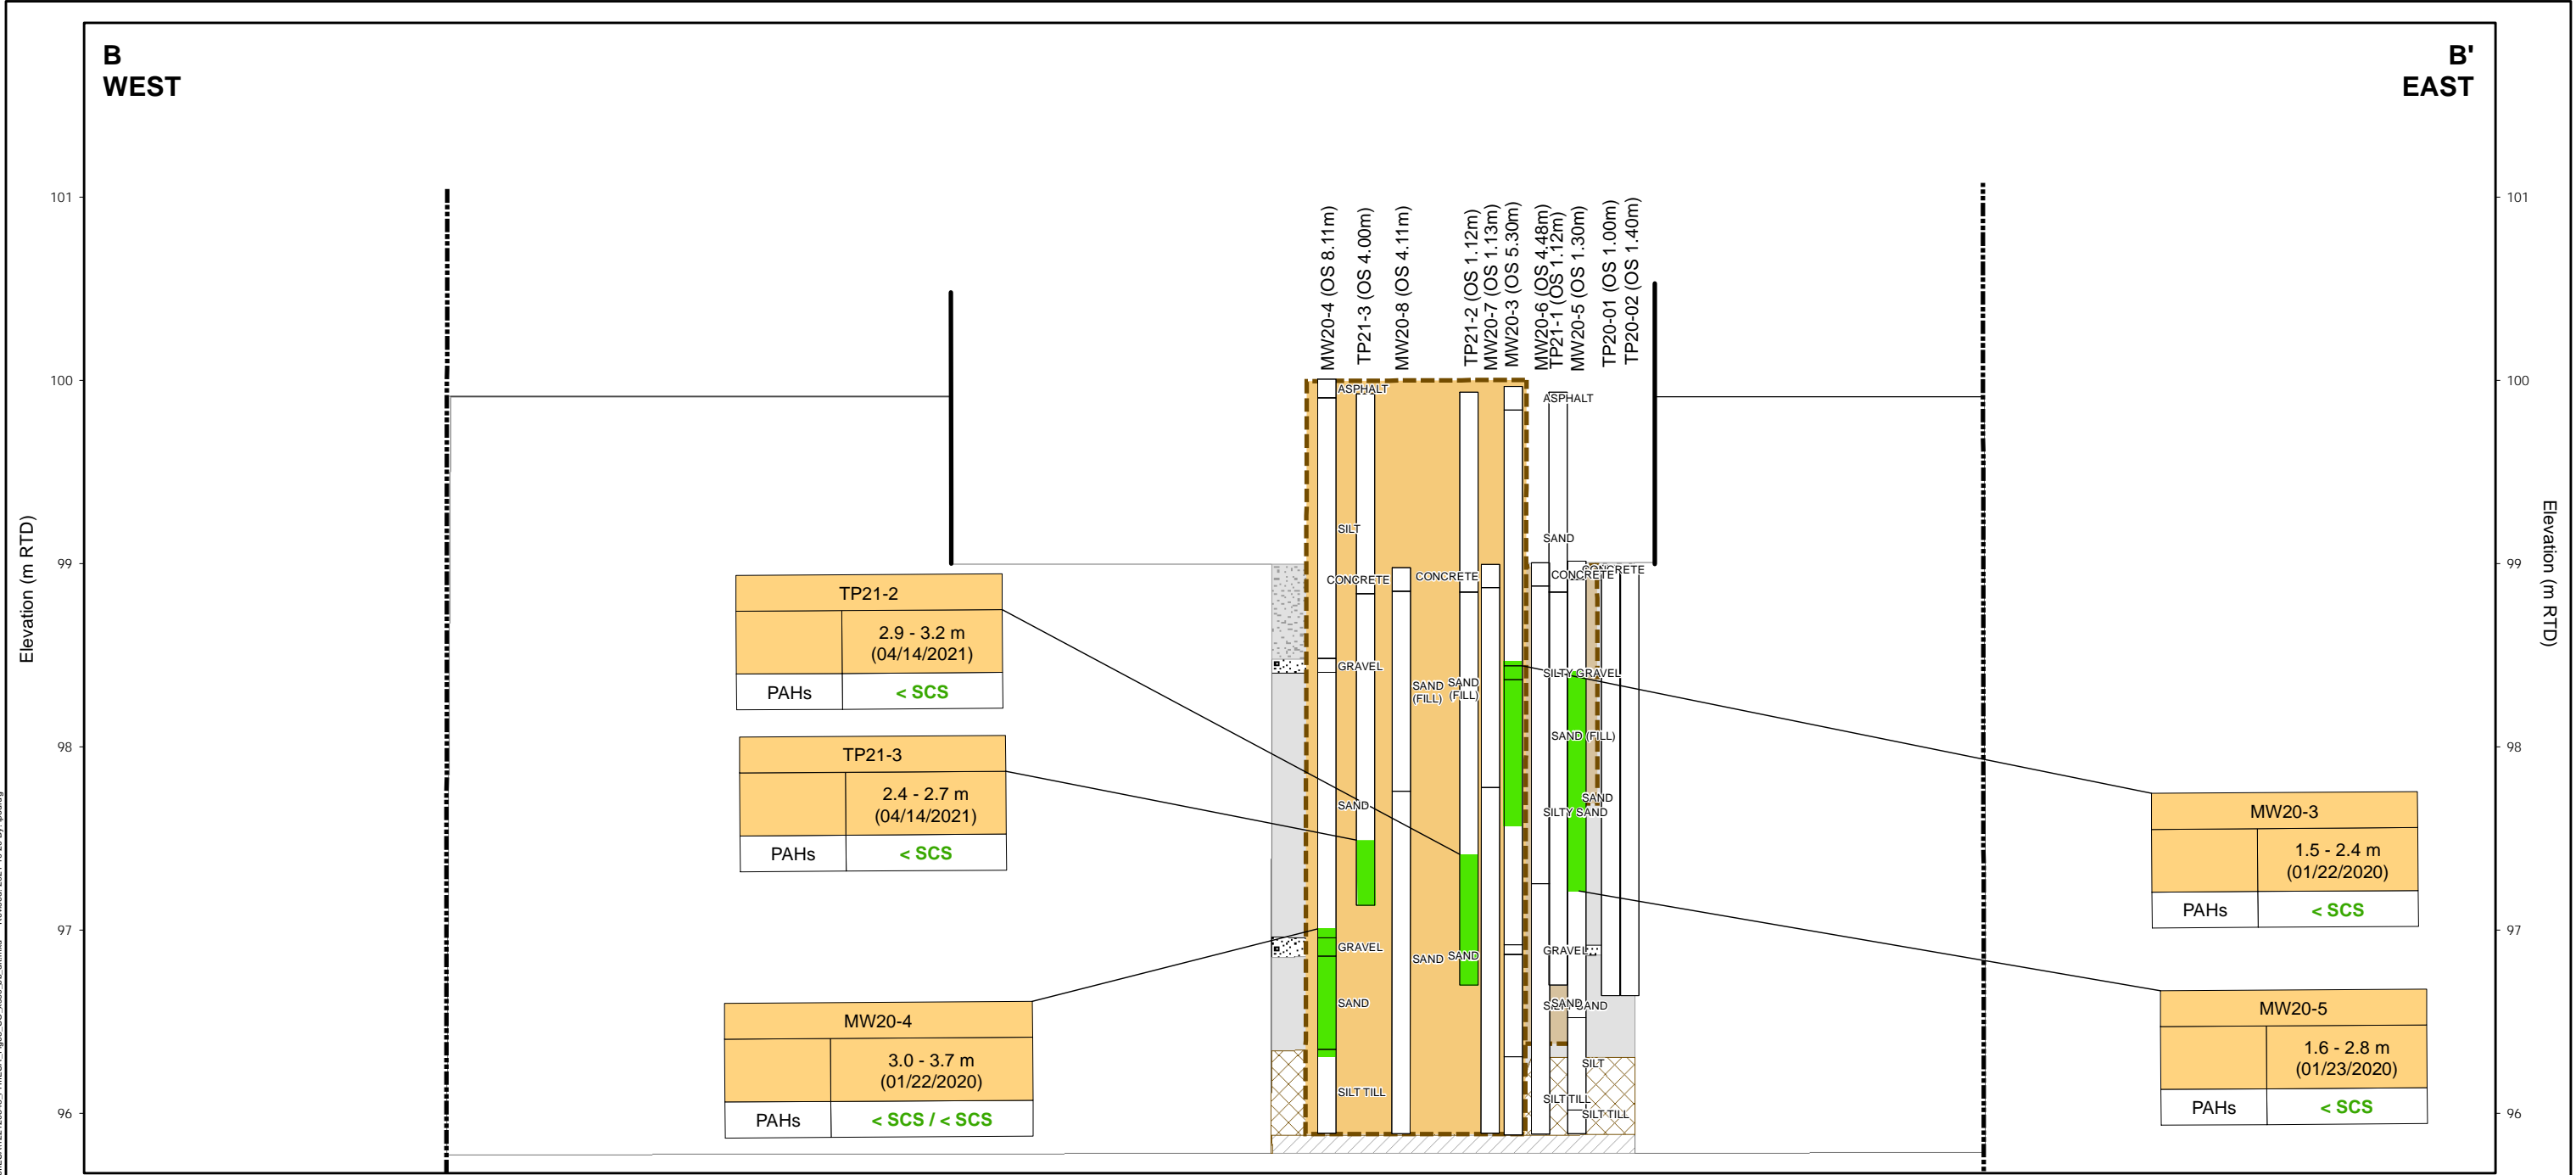 B
WEST
B'
EAST
101
100
99
98
97
96
Elevation (m RTD)
101
100
99
98
97
96
Elevation (m RTD)
MW20-4 (OS 8.11m)
TP21-3 (OS 4.00m)
MW20-8 (OS 4.11m)
TP21-2 (OS 1.12m)
MW20-7 (OS 1.13m)
MW20-3 (OS 5.30m)
MW20-6 (OS 4.48m)
TP21-1 (OS 1.12m)
MW20-5 (OS 1.30m)
TP20-01 (OS 1.00m)
TP20-02 (OS 1.40m)
ASPHALT
SILT
CONCRETE
GRAVEL
SAND
GRAVEL
SAND
SILT TILL
CONCRETE
SAND
(FILL)
SAND
(FILL)
SAND
SAND
ASPHALT
SAND
CONCRETE
CONCRETE
SILTY GRAVEL
SAND (FILL)
SAND
SILTY SAND
GRAVEL
SAND
SILTY SAND
SILT
SILT TILL
SILT TILL
TP21-2
2.9 - 3.2 m
(04/14/2021)
PAHs
< SCS
TP21-3
2.4 - 2.7 m
(04/14/2021)
PAHs
< SCS
MW20-4
3.0 - 3.7 m
(01/22/2020)
PAHs
< SCS / < SCS
MW20-3
1.5 - 2.4 m
(01/22/2020)
PAHs
< SCS
MW20-5
1.6 - 2.8 m
(01/23/2020)
PAHs
< SCS